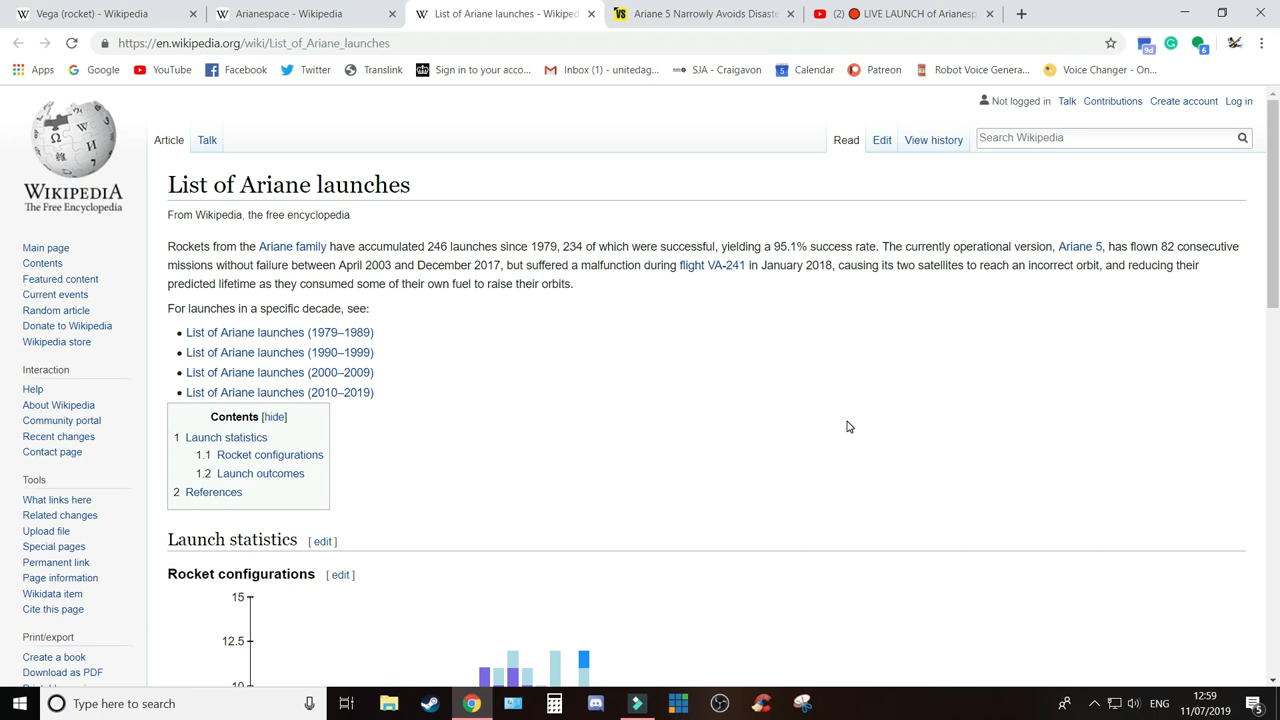 Vega (rocket) - Wikipedia
Arianespace - Wikipedia
List of Ariane launches - Wikiped
Ariane 5 Narrowly Avoids Disaste
(2) 🔴 LIVE LAUNCH of Arianesp
https://en.wikipedia.org/wiki/List_of_Ariane_launches
9d
6
Apps
Google
YouTube
Facebook
Twitter
Translink
Sign in to your acco...
Inbox (1) - unitedag...
SJA - Craigavon
Calendar
Patreon
Robot Voice Genera...
Voice Changer - On...
Not logged in Talk Contributions Create account Log in
Article Talk
Read Edit View history
Search Wikipedia
WIKIPEDIA
The Free Encyclopedia
Main page
Contents
Featured content
Current events
Random article
Donate to Wikipedia
Wikipedia store
Interaction
Help
About Wikipedia
Community portal
Recent changes
Contact page
Tools
What links here
Related changes
Upload file
Special pages
Permanent link
Page information
Wikidata item
Cite this page
Print/export
Create a book
Download as PDF
List of Ariane launches
From Wikipedia, the free encyclopedia
Rockets from the Ariane family have accumulated 246 launches since 1979, 234 of which were successful, yielding a 95.1% success rate. The currently operational version, Ariane 5, has flown 82 consecutive
missions without failure between April 2003 and December 2017, but suffered a malfunction during flight VA-241 in January 2018, causing its two satellites to reach an incorrect orbit, and reducing their
predicted lifetime as they consumed some of their own fuel to raise their orbits.
For launches in a specific decade, see:
• List of Ariane launches (1979–1989)
• List of Ariane launches (1990–1999)
• List of Ariane launches (2000–2009)
• List of Ariane launches (2010–2019)
Contents [hide]
1 Launch statistics
1.1 Rocket configurations
1.2 Launch outcomes
2 References
Launch statistics [ edit ]
Rocket configurations [ edit ]
15
12.5
10
Type here to search
ENG
12:59
11/07/2019
5